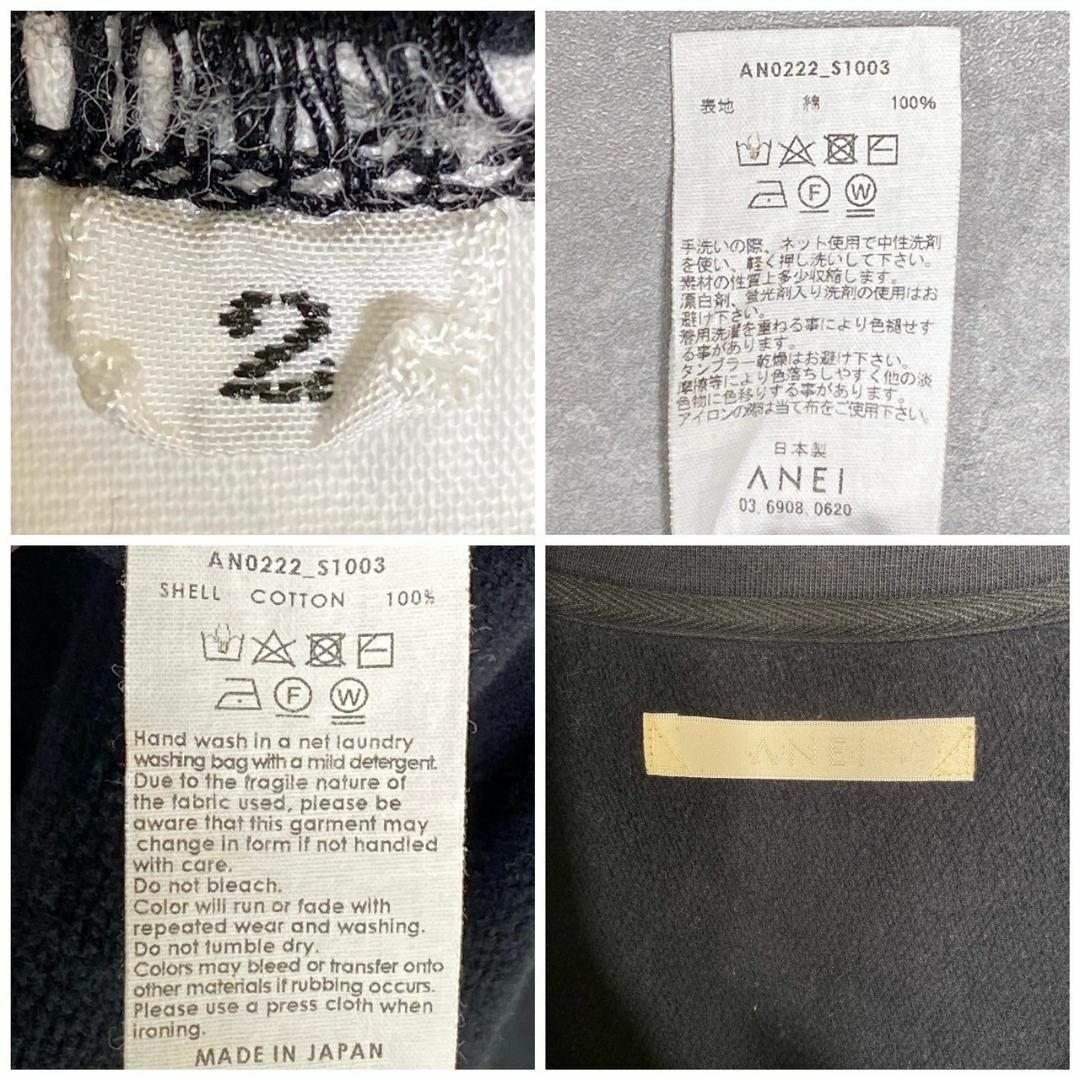 2
AN0222_S1003
表地 綿 100%
F W
手洗いの際、ネット使用で中性洗剤
を使い、軽く押し洗いして下さい。
素材の性質上多少収縮します。
漂白剤、蛍光剤入り洗剤の使用はお
避け下さい。
着用洗濯を重ねる事により色褪せす
る事があります。
タンブラー乾燥はお避け下さい。
摩擦等により色落ちしやすく他の淡
色物に色移りする事があります。
アイロンの際は当て布をご使用下さい。
日本製
ANEI
03.6908.0620
AN0222_S1003
SHELL COTTON 100%
F W
Hand wash in a net laundry
washing bag with a mild detergent.
Due to the fragile nature of
the fabric used, please be
aware that this garment may
change in form if not handled
with care.
Do not bleach.
Color will run or fade with
repeated wear and washing.
Do not tumble dry.
Colors may bleed or transfer onto
other materials if rubbing occurs.
Please use a press cloth when
ironing.
MADE IN JAPAN
ANEI